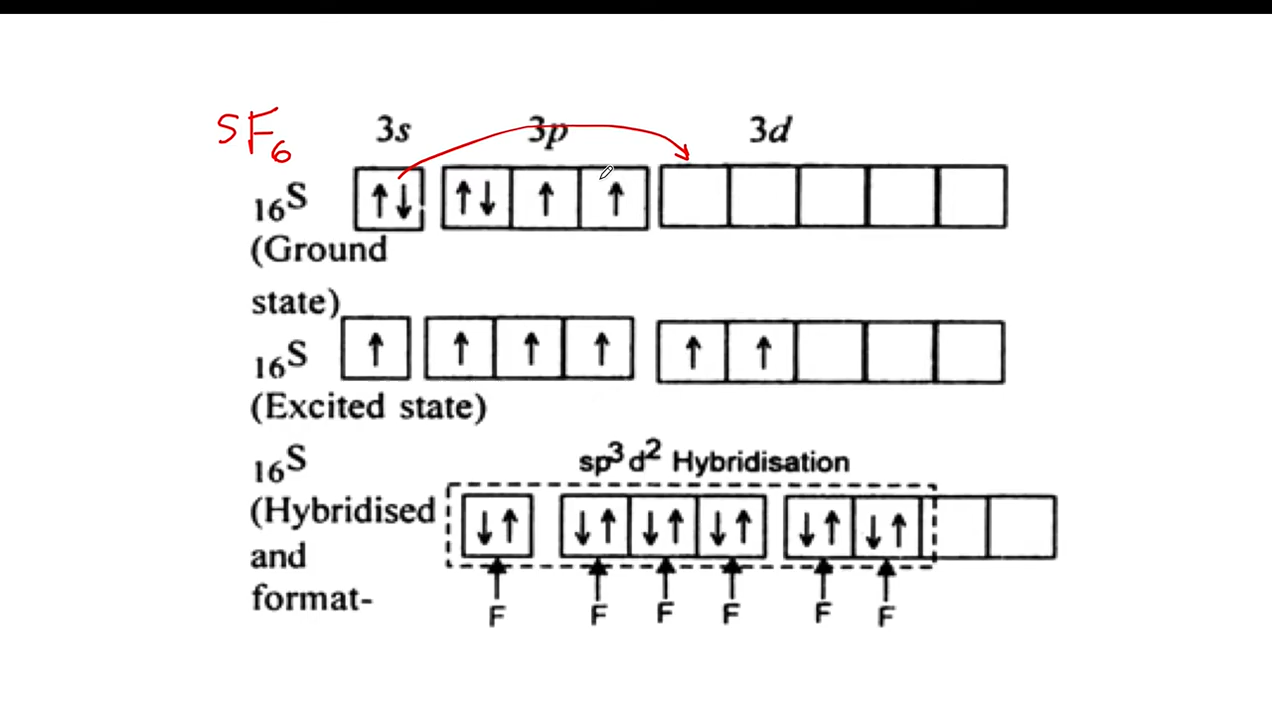 SF6
3s 3p 3d
16S ↑↓ ↑↓ ↑ ↑
(Ground
state)
16S ↑ ↑ ↑ ↑ ↑ ↑
(Excited state)
sp3d2 Hybridisation
16S
(Hybridised ↓↑ ↓↑ ↓↑ ↓↑ ↓↑ ↓↑
and
format-
F F F F F F